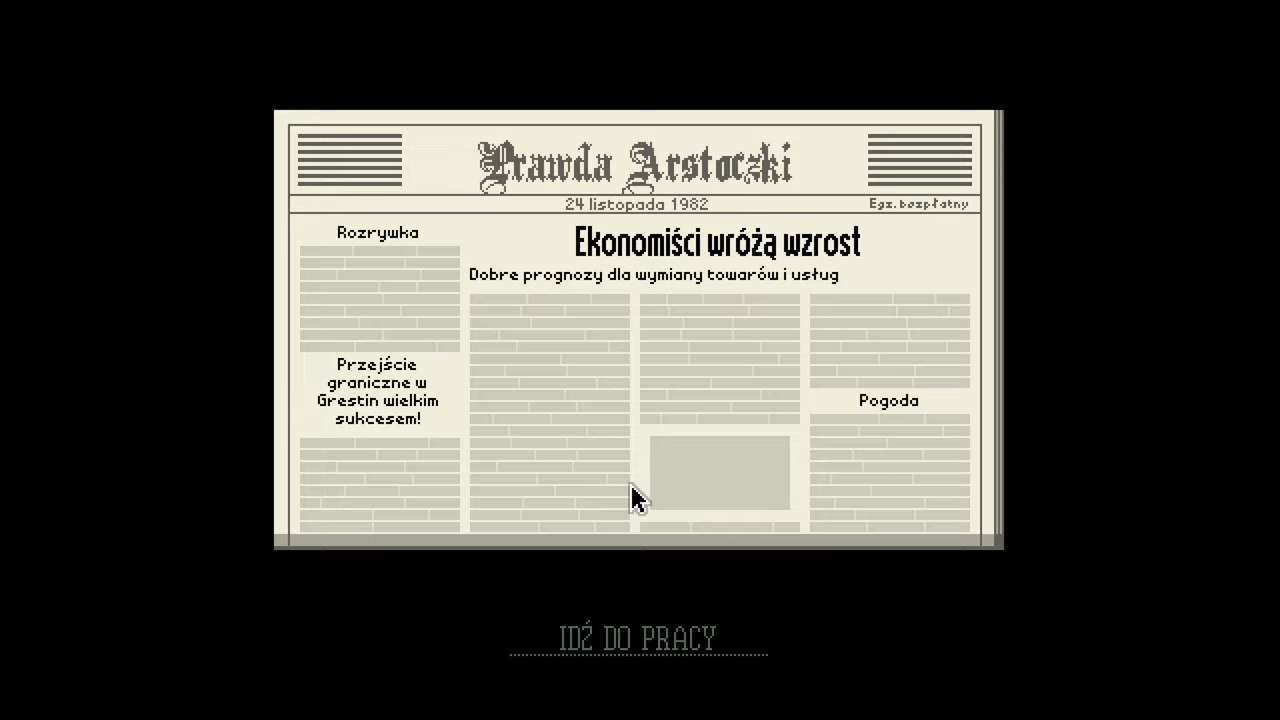 Prawda Arstoczki
24 listopada 1982
Egz. bezpłatny
Rozrywka
Przejście
graniczne w
Grestin wielkim
sukcesem!
Ekonomiści wróżą wzrost
Dobre prognozy dla wymiany towarów i usług
Pogoda
IDŹ DO PRACY